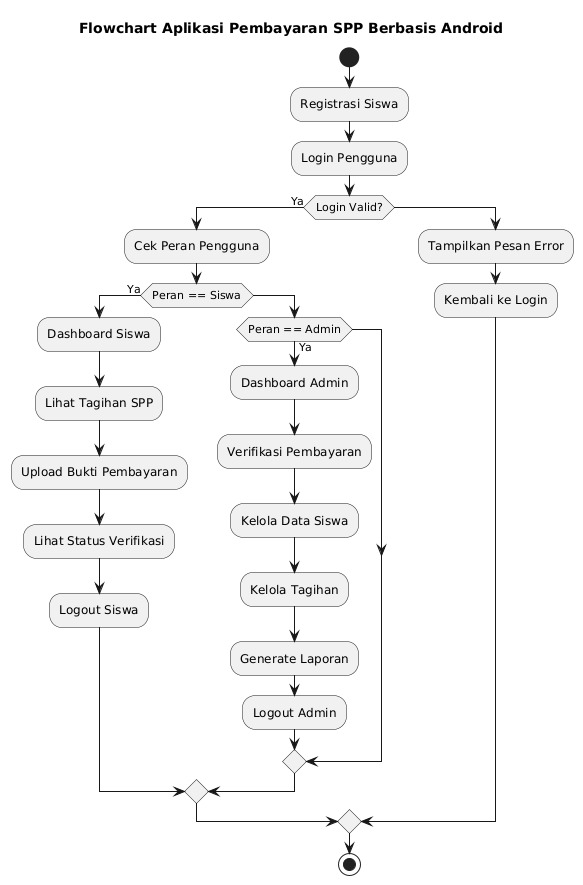 Flowchart Aplikasi Pembayaran SPP Berbasis Android
Registrasi Siswa
Login Pengguna
Login Valid?
Ya
Cek Peran Pengguna
Peran == Siswa
Ya
Dashboard Siswa
Lihat Tagihan SPP
Upload Bukti Pembayaran
Lihat Status Verifikasi
Logout Siswa
Peran == Admin
Ya
Dashboard Admin
Verifikasi Pembayaran
Kelola Data Siswa
Kelola Tagihan
Generate Laporan
Logout Admin
Tampilkan Pesan Error
Kembali ke Login